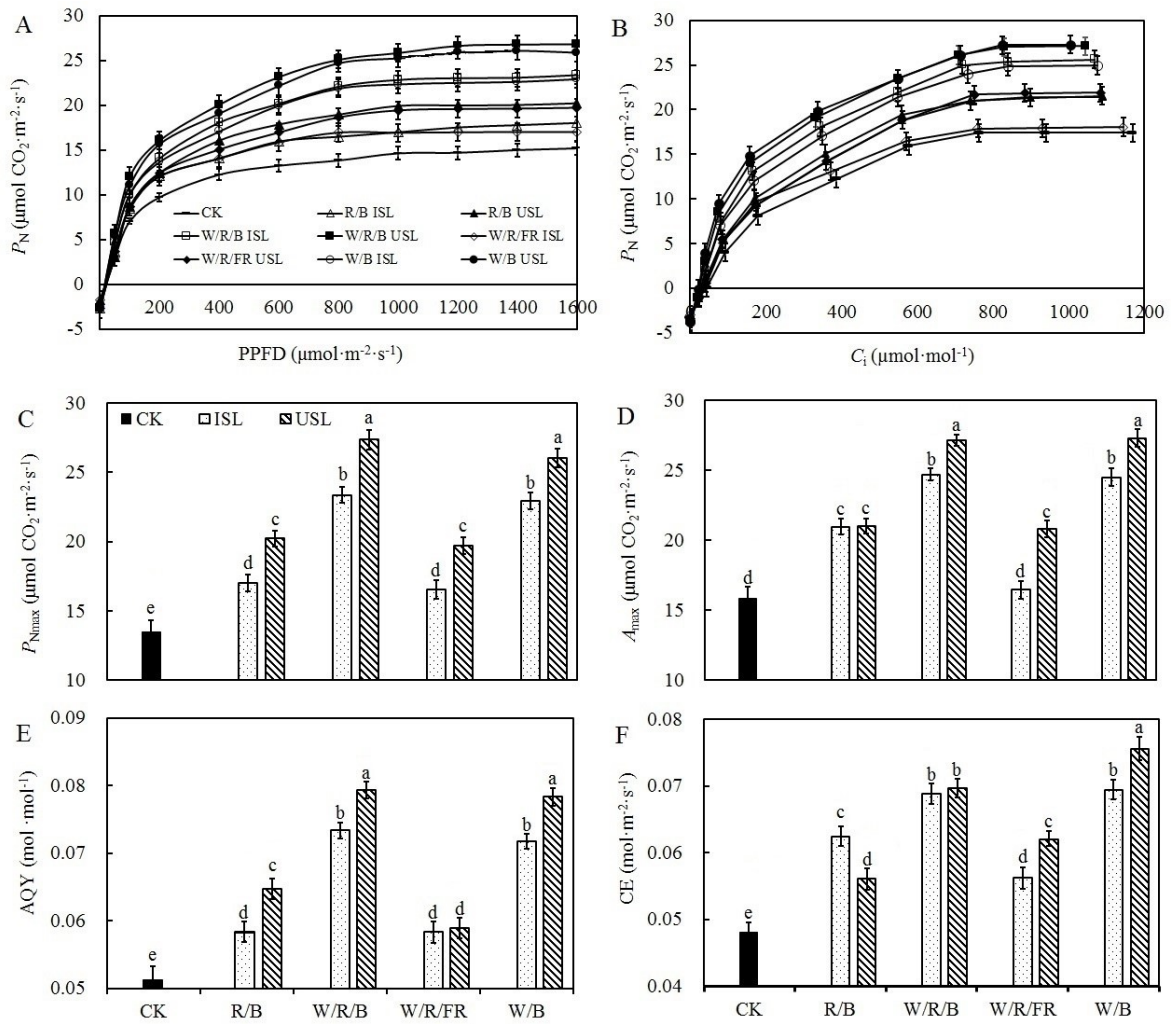 A
30
25
20
15
10
5
0
-5
PN (μmol CO2·m-2·s-1)
200 400 600 800 1000 1200 1400 1600
PPFD (μmol·m-2·s-1)
CK R/B ISL R/B USL
W/R/B ISL W/R/B USL W/R/FR ISL
W/R/FR USL W/B ISL W/B USL
B
30
25
20
15
10
5
0
-5
PN (μmol CO2·m-2·s-1)
200 400 600 800 1000 1200
Ci (μmol·mol-1)
C
CK ISL USL
30
25
20
15
10
PNmax (μmol CO2·m-2·s-1)
e d c b a d c b a
D
30
25
20
15
10
Amax (μmol CO2·m-2·s-1)
d c c b a d c b a
E
0.09
0.08
0.07
0.06
0.05
AQY (mol ·mol-1)
e d c b a d d b a
CK R/B W/R/B W/R/FR W/B
F
0.08
0.07
0.06
0.05
0.04
CE (mol·m-2·s-1)
e c d b b d c b a
CK R/B W/R/B W/R/FR W/B